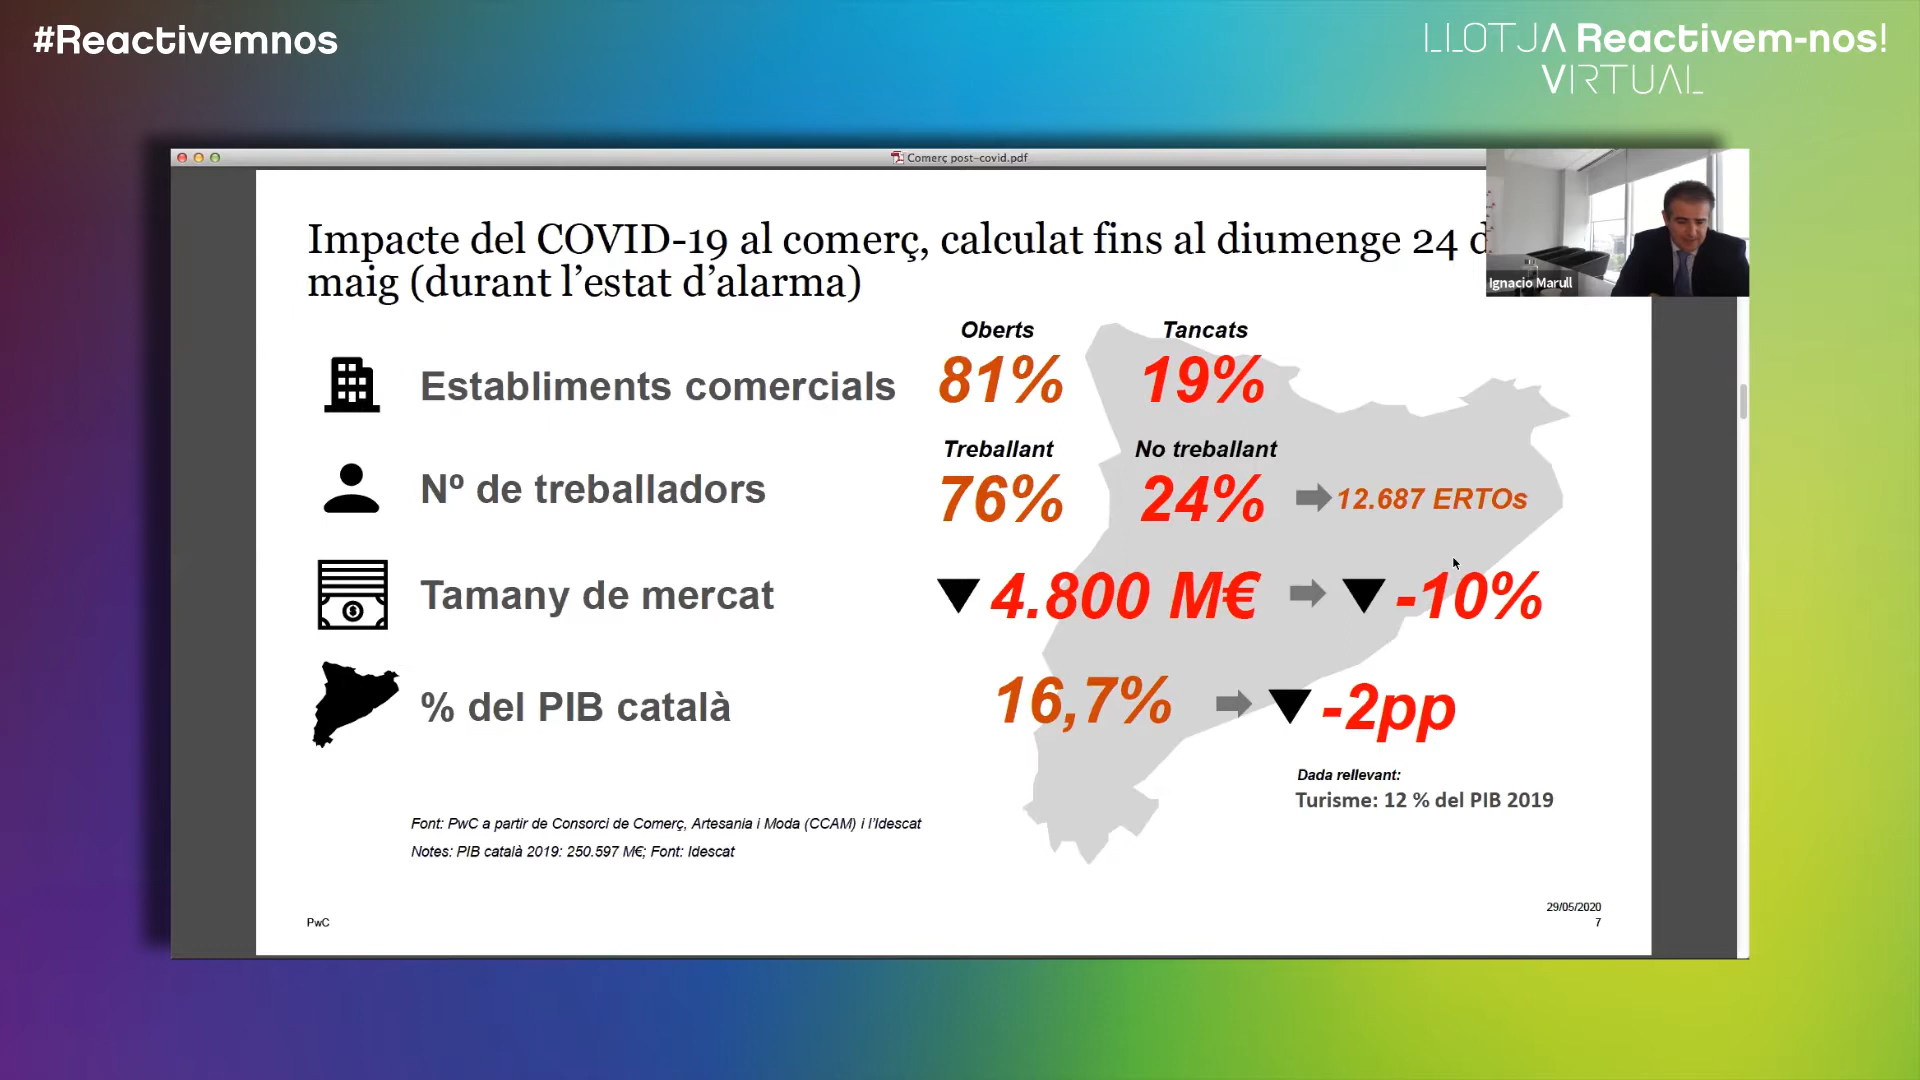 #Reactivemnos
LLOTJA Reactivem-nos!
VIRTUAL
Comerç post-covid.pdf
Ignacio Marull
Impacte del COVID-19 al comerç, calculat fins al diumenge 24 d
maig (durant l’estat d’alarma)
Oberts Tancats
Establiments comercials 81% 19%
Treballant No treballant
Nº de treballadors 76% 24% 12.687 ERTOs
Tamany de mercat 4.800 M€ -10%
% del PIB català 16,7% -2pp
Dada rellevant:
Turisme: 12 % del PIB 2019
Font: PwC a partir de Consorci de Comerç, Artesania i Moda (CCAM) i l’Idescat
Notes: PIB català 2019: 250.597 M€; Font: Idescat
PwC
29/05/2020
7